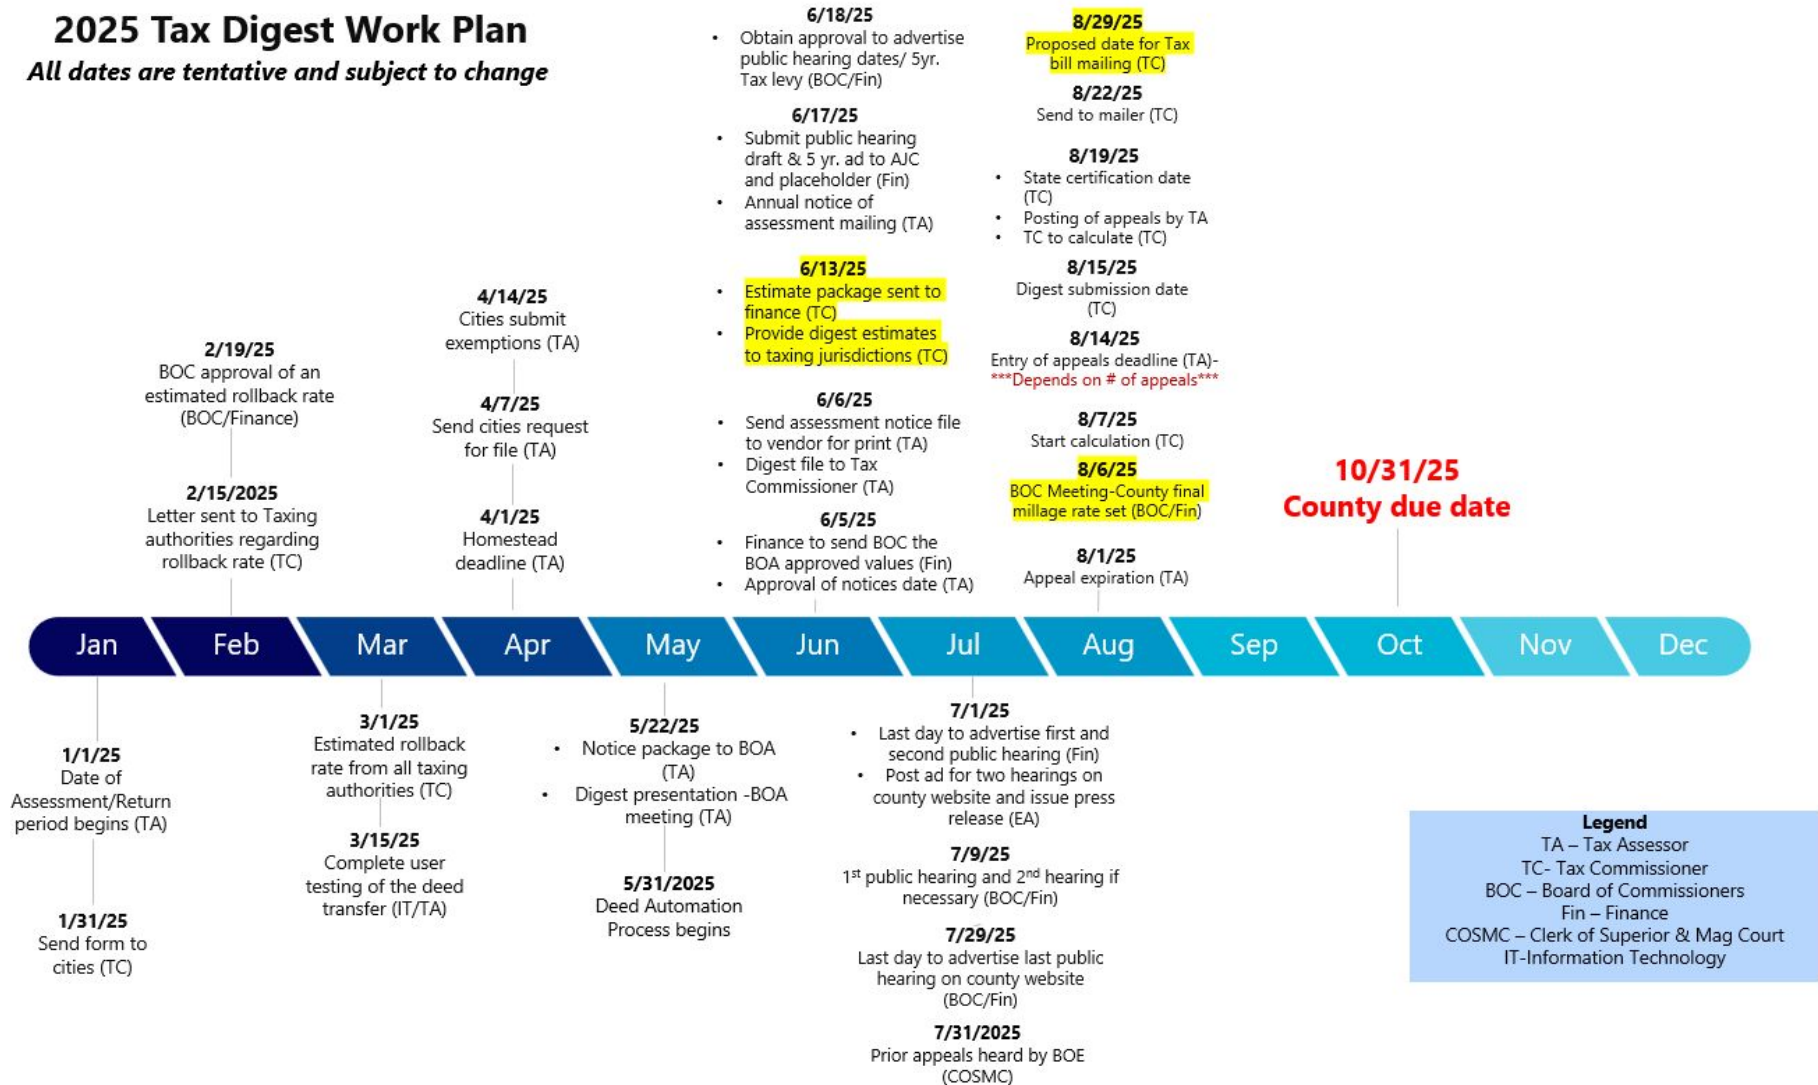 2025 Tax Digest Work Plan
All dates are tentative and subject to change
1/1/25
Date of
Assessment/Return
period begins (TA)
1/31/25
Send form to
cities (TC)
2/19/25
BOC approval of an
estimated rollback rate
(BOC/Finance)
2/15/2025
Letter sent to Taxing
authorities regarding
rollback rate (TC)
3/1/25
Estimated rollback
rate from all taxing
authorities (TC)
3/15/25
Complete user
testing of the deed
transfer (IT/TA)
4/14/25
Cities submit
exemptions (TA)
4/7/25
Send cities request
for file (TA)
4/1/25
Homestead
deadline (TA)
5/22/25
• Notice package to BOA
(TA)
• Digest presentation -BOA
meeting (TA)
5/31/2025
Deed Automation
Process begins
6/18/25
• Obtain approval to advertise
public hearing dates/ 5yr.
Tax levy (BOC/Fin)
6/17/25
• Submit public hearing
draft & 5 yr. ad to AJC
and placeholder (Fin)
• Annual notice of
assessment mailing (TA)
6/13/25
• Estimate package sent to
finance (TC)
• Provide digest estimates
to taxing jurisdictions (TC)
6/6/25
• Send assessment notice file
to vendor for print (TA)
• Digest file to Tax
Commissioner (TA)
6/5/25
• Finance to send BOC the
BOA approved values (Fin)
• Approval of notices date (TA)
7/1/25
• Last day to advertise first and
second public hearing (Fin)
• Post ad for two hearings on
county website and issue press
release (EA)
7/9/25
1st public hearing and 2nd hearing if
necessary (BOC/Fin)
7/29/25
Last day to advertise last public
hearing on county website
(BOC/Fin)
7/31/2025
Prior appeals heard by BOE
(COSMC)
8/29/25
Proposed date for Tax
bill mailing (TC)
8/22/25
Send to mailer (TC)
8/19/25
• State certification date
(TC)
• Posting of appeals by TA
• TC to calculate (TC)
8/15/25
Digest submission date
(TC)
8/14/25
Entry of appeals deadline (TA)-
***Depends on # of appeals***
8/7/25
Start calculation (TC)
8/6/25
BOC Meeting-County final
millage rate set (BOC/Fin)
8/1/25
Appeal expiration (TA)
10/31/25
County due date
Jan Feb Mar Apr May Jun Jul Aug Sep Oct Nov Dec
Legend
TA – Tax Assessor
TC- Tax Commissioner
BOC – Board of Commissioners
Fin – Finance
COSMC – Clerk of Superior & Mag Court
IT-Information Technology